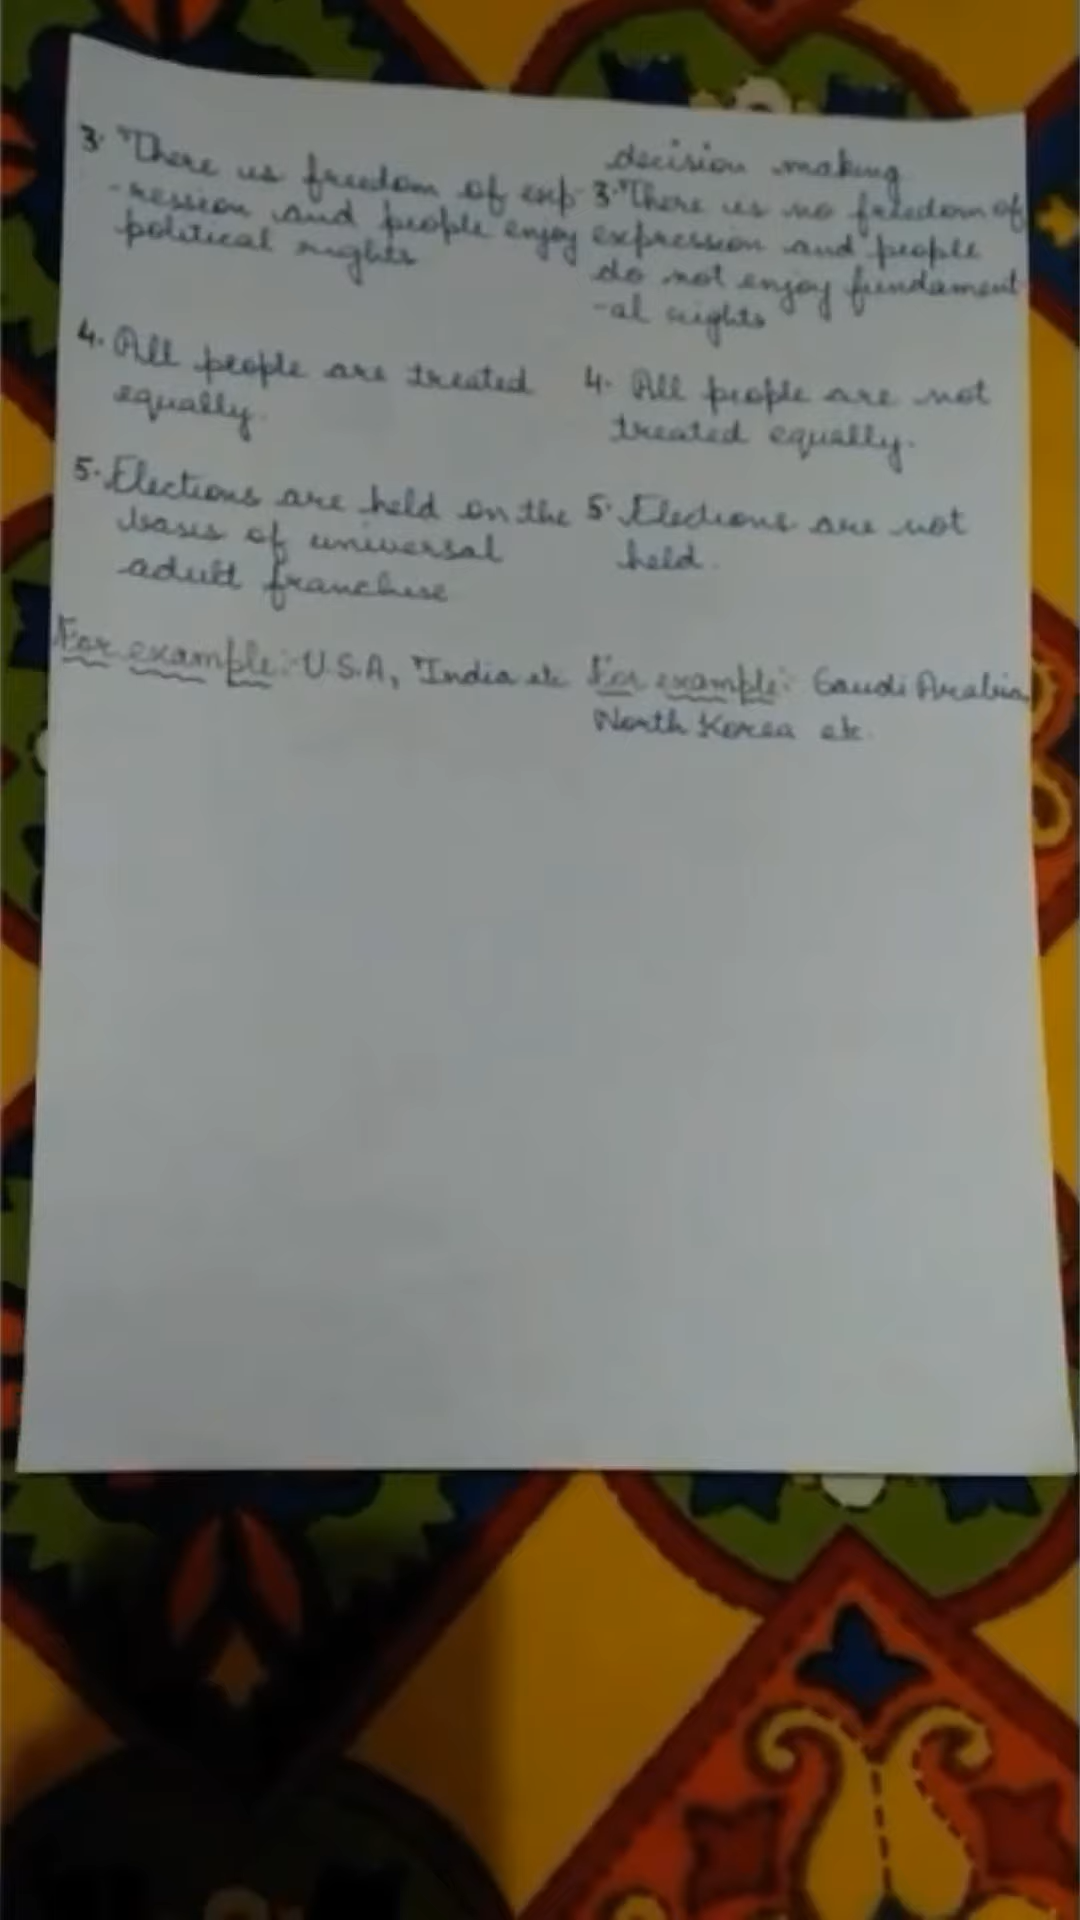 3. There is freedom of exp
-ression and people enjoy
political rights
4. All people are treated
equally.
5. Elections are held on the
basis of universal
adult franchise
For example:- U.S.A, India etc
decision making
3. There is no freedom of
expression and people
do not enjoy fundament
-al rights
4. All people are not
treated equally.
5. Elections are not
held.
For example:- Saudi Arabia,
North Korea etc.